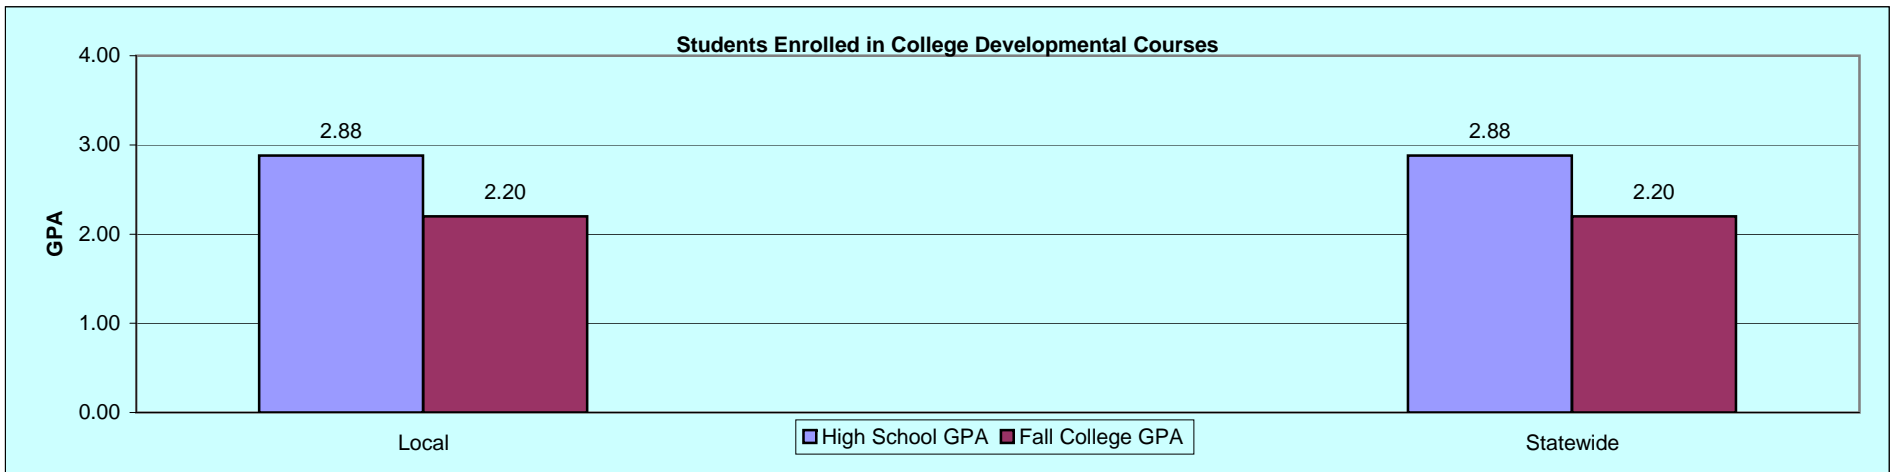 Students Enrolled in College Developmental Courses
4.00
3.00
2.00
1.00
0.00
GPA
2.88
2.20
2.88
2.20
Local
Statewide
High School GPA Fall College GPA